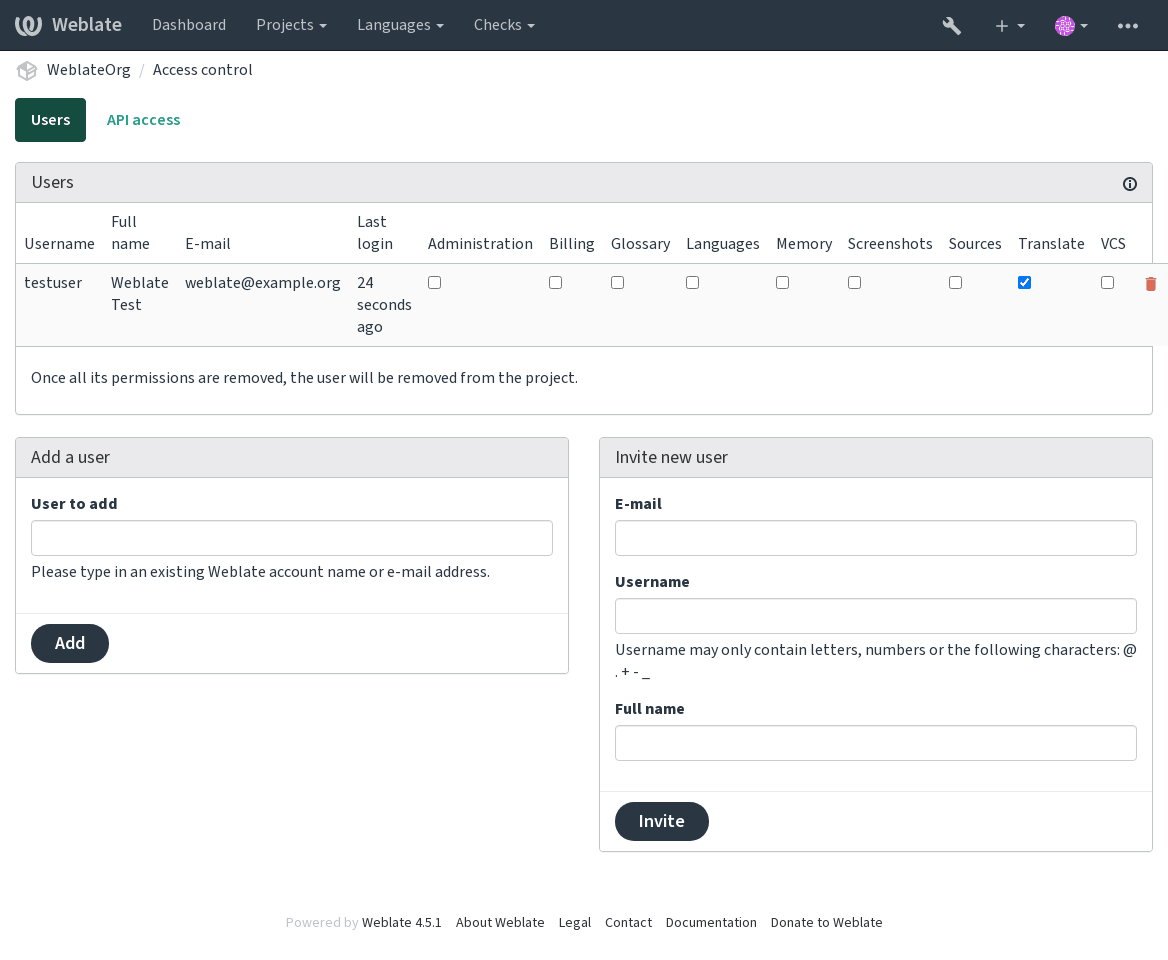 Weblate Dashboard Projects Languages Checks
WeblateOrg / Access control
Users API access
Users
Username Full name E-mail Last login Administration Billing Glossary Languages Memory Screenshots Sources Translate VCS
testuser Weblate Test weblate@example.org 24 seconds ago
Once all its permissions are removed, the user will be removed from the project.
Add a user
User to add
Please type in an existing Weblate account name or e-mail address.
Add
Invite new user
E-mail
Username
Username may only contain letters, numbers or the following characters: @
. + - _
Full name
Invite
Powered by Weblate 4.5.1 About Weblate Legal Contact Documentation Donate to Weblate